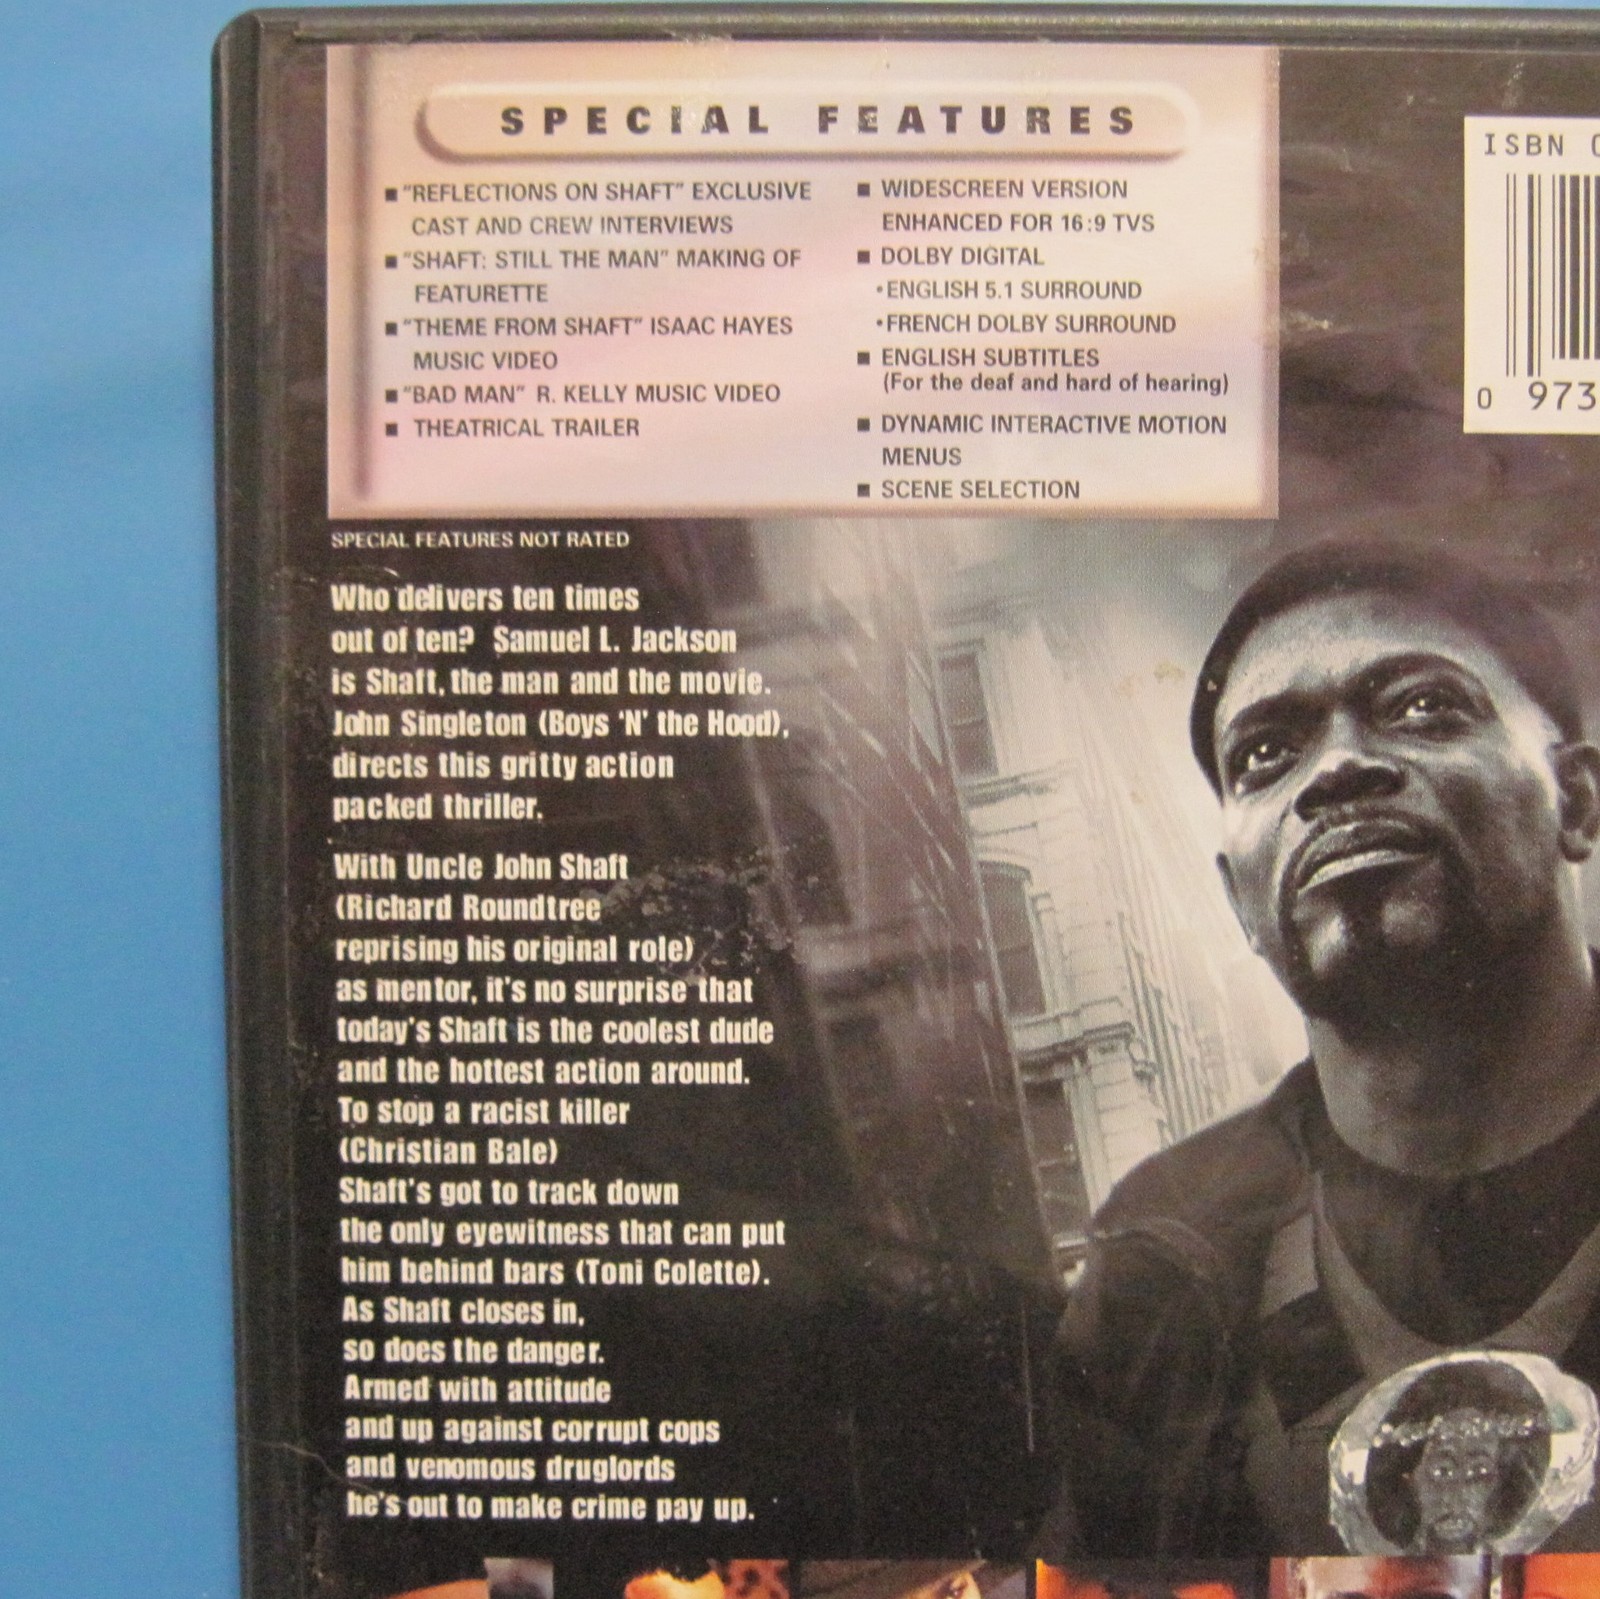 SPECIAL FEATURES
■ "REFLECTIONS ON SHAFT" EXCLUSIVE
CAST AND CREW INTERVIEWS
■ "SHAFT: STILL THE MAN" MAKING OF
FEATURETTE
■ "THEME FROM SHAFT" ISAAC HAYES
MUSIC VIDEO
■ "BAD MAN" R. KELLY MUSIC VIDEO
■ THEATRICAL TRAILER
■ WIDESCREEN VERSION
ENHANCED FOR 16:9 TVS
■ DOLBY DIGITAL
•ENGLISH 5.1 SURROUND
•FRENCH DOLBY SURROUND
■ ENGLISH SUBTITLES
(For the deaf and hard of hearing)
■ DYNAMIC INTERACTIVE MOTION
MENUS
■ SCENE SELECTION
ISBN
0 973
SPECIAL FEATURES NOT RATED
Who delivers ten times
out of ten? Samuel L. Jackson
is Shaft, the man and the movie.
John Singleton (Boys 'N' the Hood),
directs this gritty action
packed thriller.
With Uncle John Shaft
(Richard Roundtree
reprising his original role)
as mentor, it's no surprise that
today's Shaft is the coolest dude
and the hottest action around.
To stop a racist killer
(Christian Bale)
Shaft's got to track down
the only eyewitness that can put
him behind bars (Toni Colette).
As Shaft closes in,
so does the danger.
Armed with attitude
and up against corrupt cops
and venomous druglords
he's out to make crime pay up.